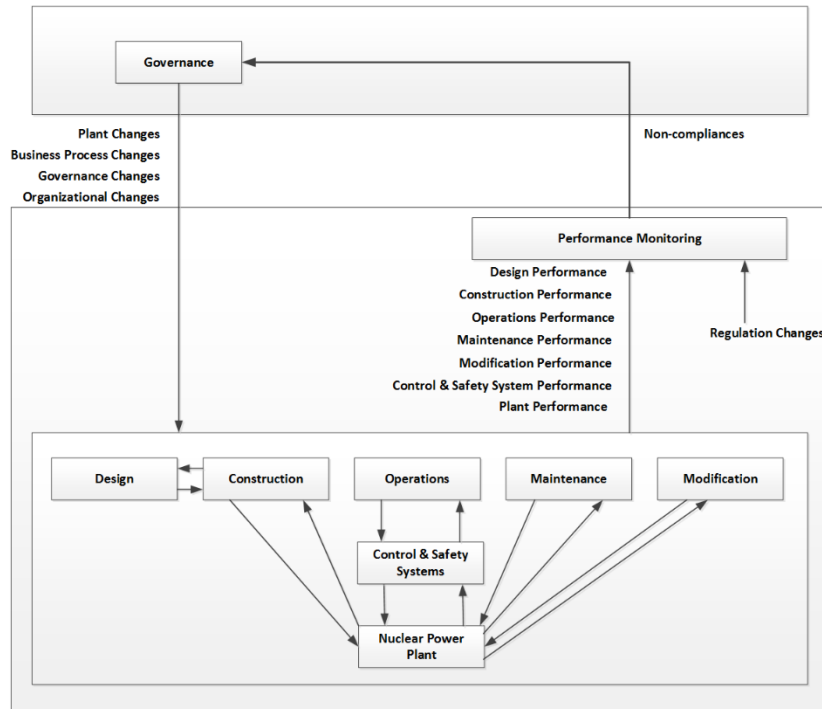 Governance
Plant Changes
Business Process Changes
Governance Changes
Organizational Changes
Non-compliances
Performance Monitoring
Design Performance
Construction Performance
Operations Performance
Maintenance Performance
Modification Performance
Control & Safety System Performance
Plant Performance
Regulation Changes
Design
Construction
Operations
Maintenance
Modification
Control & Safety
Systems
Nuclear Power
Plant